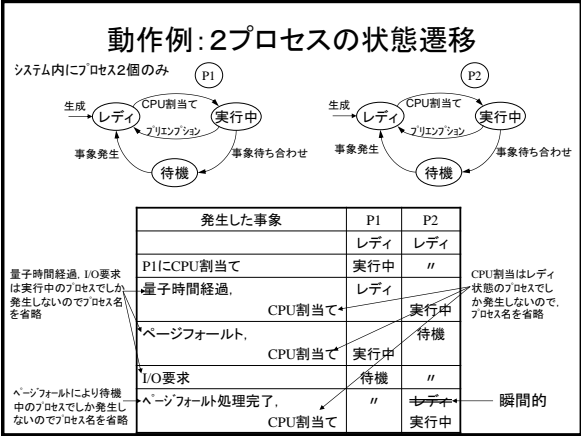 動作例：2プロセスの状態遷移
システム内にプロセス2個のみ
P1
P2
生成
レディ
CPU割当て
実行中
プリエンプション
事象発生
事象待ち合わせ
待機
生成
レディ
CPU割当て
実行中
プリエンプション
事象発生
事象待ち合わせ
待機
発生した事象 P1 P2
レディ レディ
P1にCPU割当て 実行中 〃
量子時間経過, レディ
CPU割当て 実行中
ページフォールト, 待機
CPU割当て 実行中
I/O要求 待機 〃
ページフォールト処理完了, 〃 レディ
CPU割当て 実行中
量子時間経過, I/O要求
は実行中のプロセスでしか
発生しないのでプロセス名
を省略
ページフォールトにより待機
中のプロセスでしか発生し
ないのでプロセス名を省略
CPU割当はレディ
状態のプロセスでし
か発生しないので,
プロセス名を省略
瞬間的